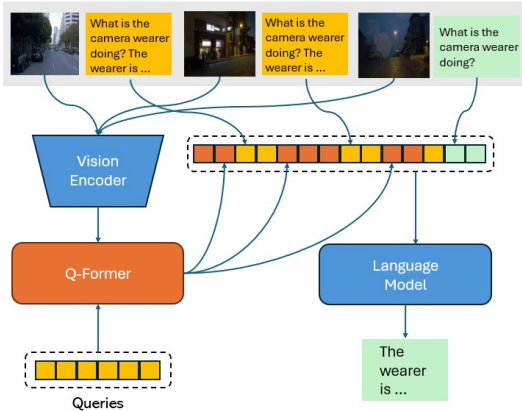 What is the
camera wearer
doing? The
wearer is ...
What is the
camera wearer
doing? The
wearer is ...
What is the
camera wearer
doing?
Vision
Encoder
Q-Former
Language
Model
The
wearer
is ...
Queries